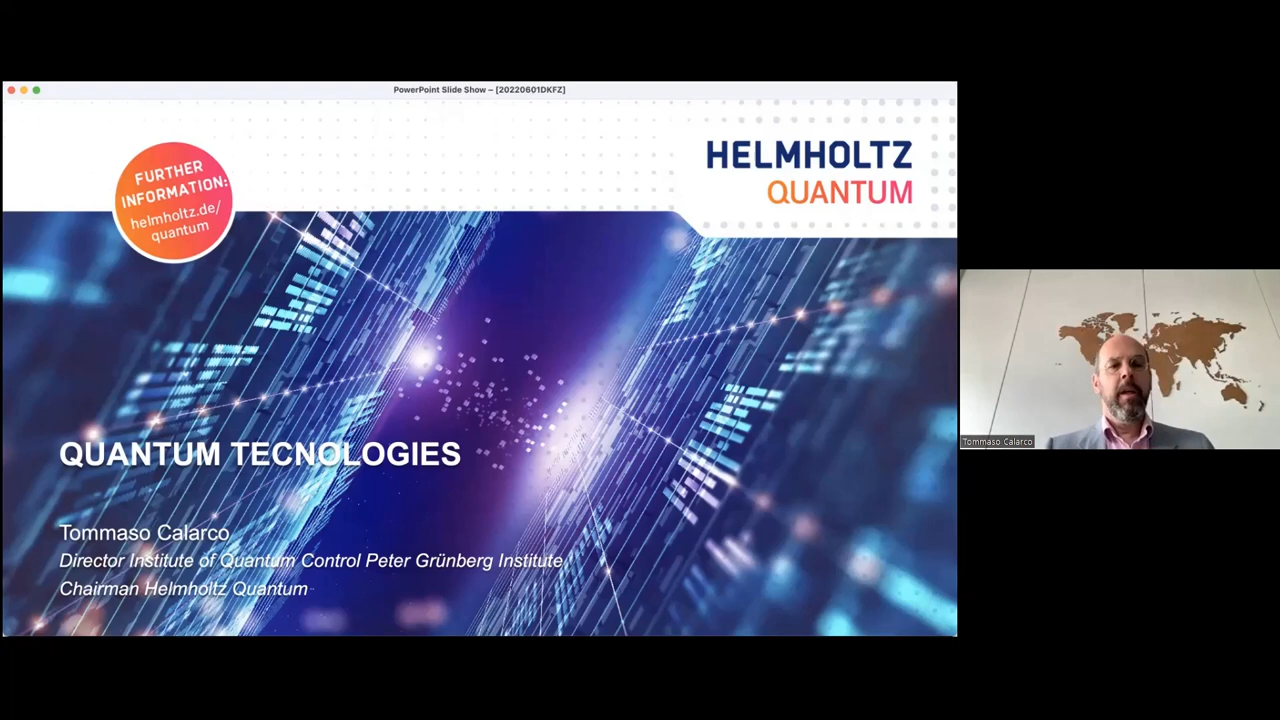 PowerPoint Slide Show – [20220601DKFZ]
FURTHER
INFORMATION:
helmholtz.de/
quantum
HELMHOLTZ
QUANTUM
QUANTUM TECNOLOGIES
Tommaso Calarco
Director Institute of Quantum Control Peter Grünberg Institute
Chairman Helmholtz Quantum
Tommaso Calarco